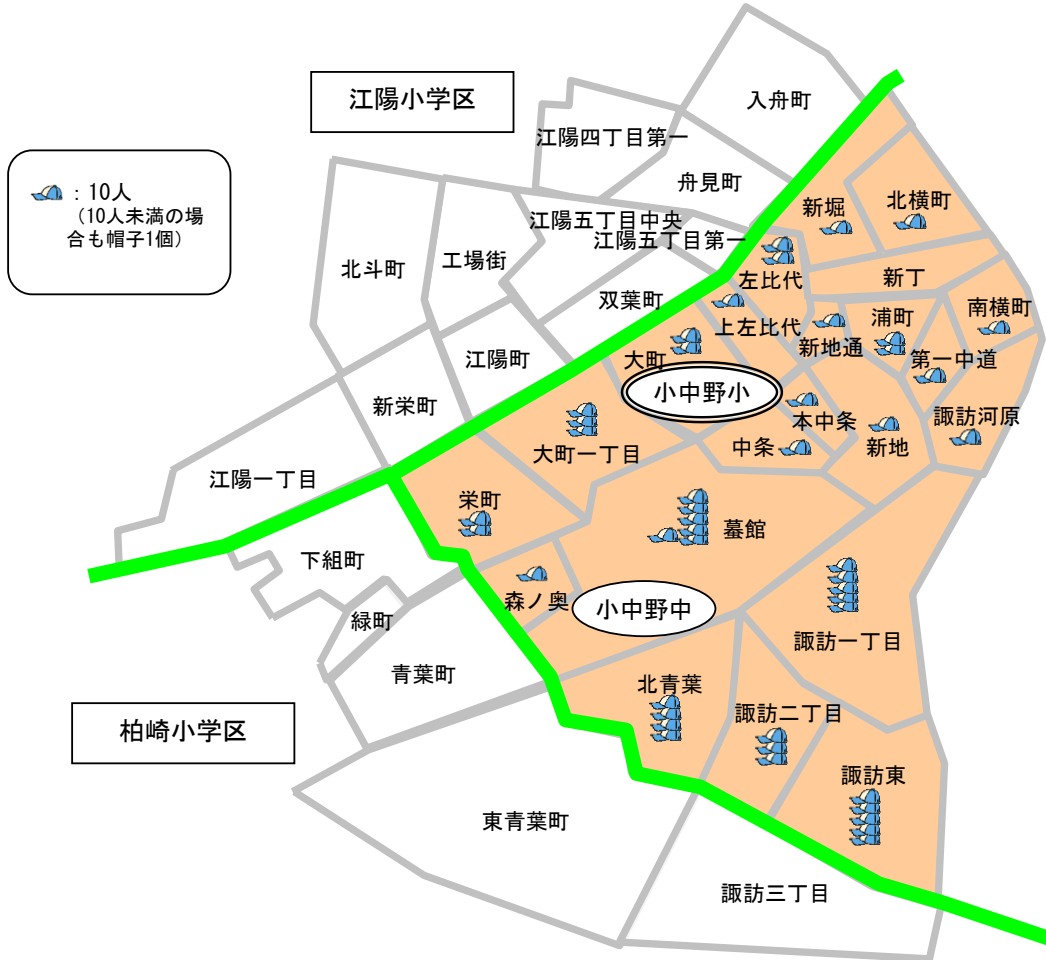 入舟町
江陽小学区
江陽四丁目第一
:10人
(10人未満の場
合も帽子1個)
舟見町
新堀
北横町
江陽五丁目中央
江陽五丁目第一
北斗町
工場街
左比代
新丁
双葉町
上左比代
浦町
南横町
大町
新地通
第一中道
江陽町
小中野小
新栄町
本中条
諏訪河原
大町一丁目
中条
新地
江陽一丁目
栄町
墓館
下組町
森ノ奥
小中野中
緑町
諏訪一丁目
青葉町
北青葉
諏訪二丁目
柏崎小学区
諏訪東
東青葉町
諏訪三丁目